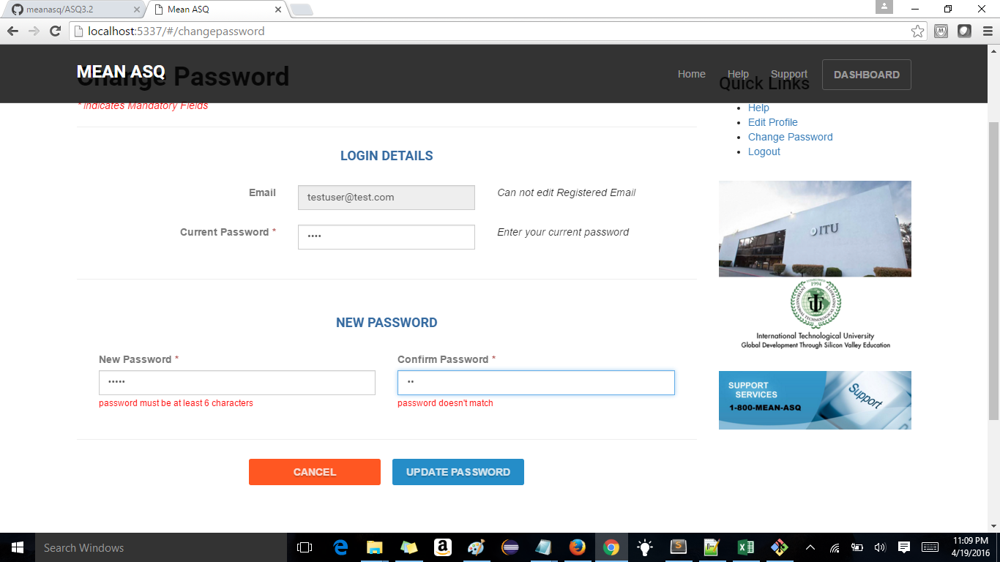 meanasq/ASQ3.2
Mean ASQ
localhost:5337/#/changepassword
MEAN ASQ
Change Password
Home
Help
Support
DASHBOARD
* Indicates Mandatory Fields
LOGIN DETAILS
Email
testuser@test.com
Can not edit Registered Email
Current Password *
••••
Enter your current password
NEW PASSWORD
New Password *
•••••
password must be at least 6 characters
Confirm Password *
••
password doesn't match
CANCEL
UPDATE PASSWORD
Quick Links
• Help
• Edit Profile
• Change Password
• Logout
ITU
1994
International Technological University
Global Development Through Silicon Valley Education
SUPPORT
SERVICES
1-800-MEAN-ASQ
Support
Search Windows
11:09 PM
4/19/2016